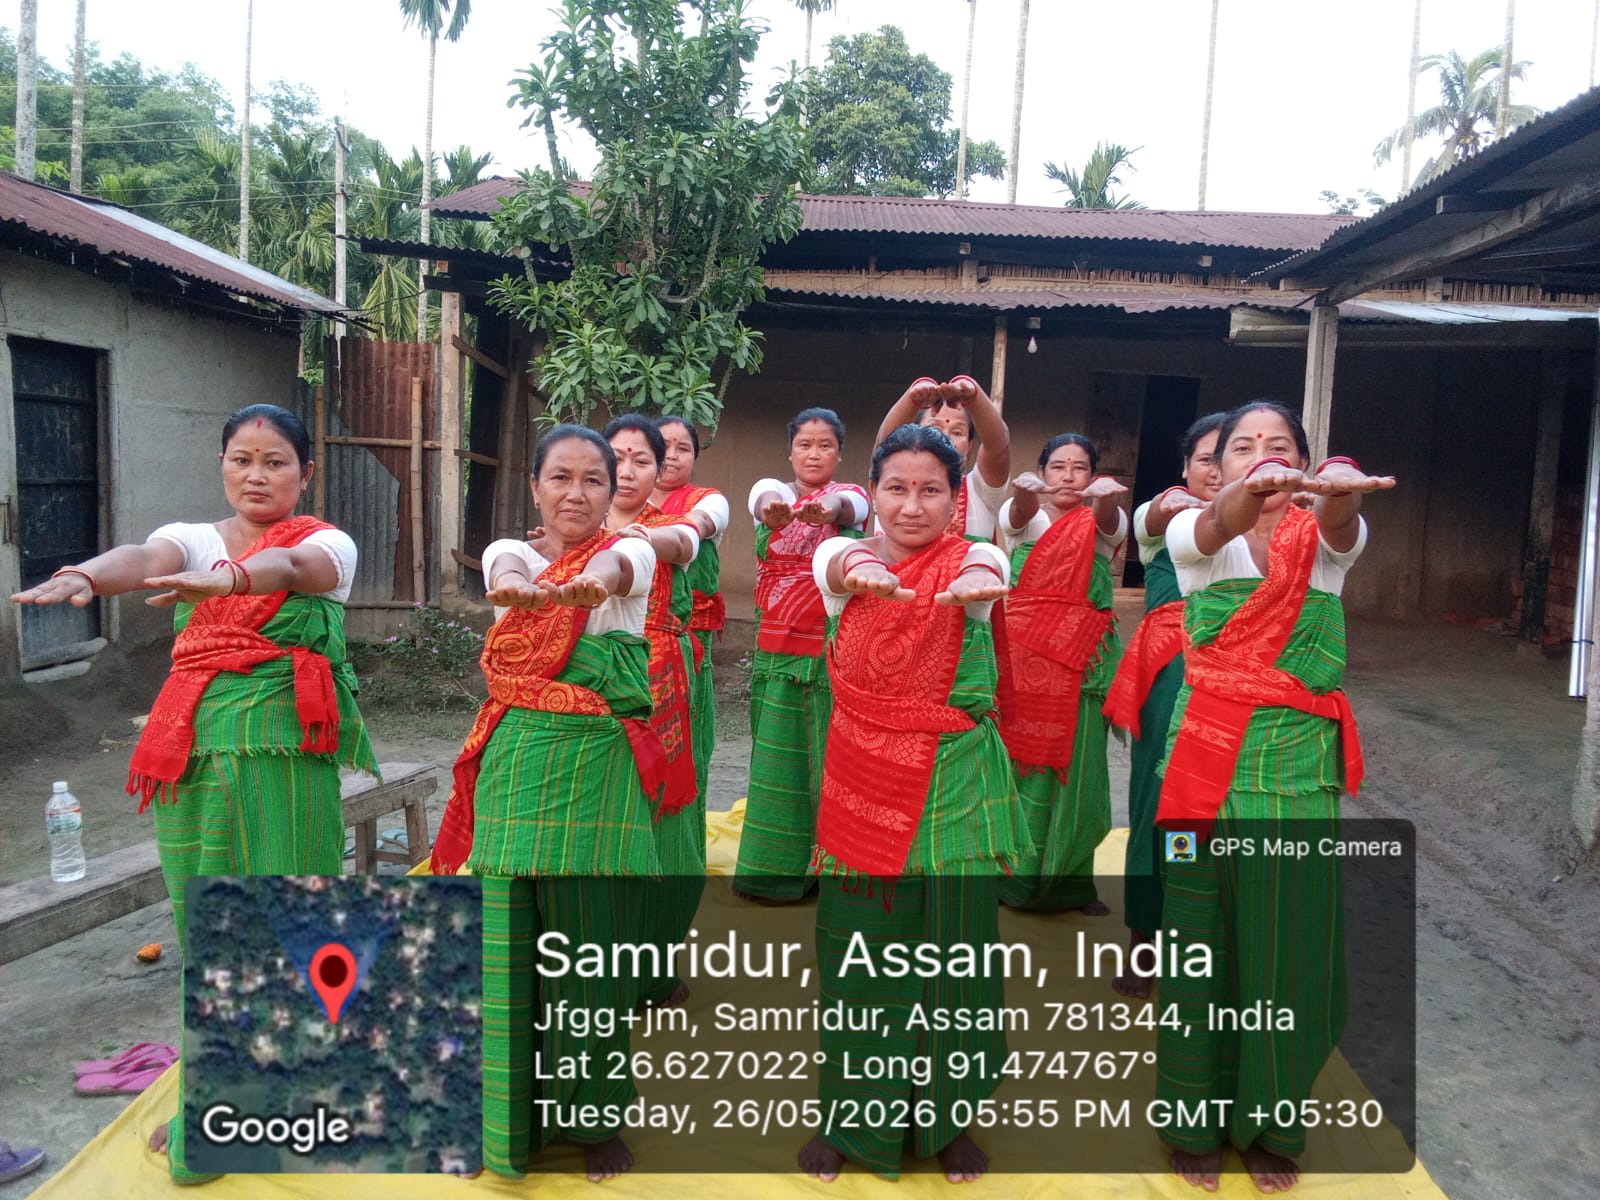 GPS Map Camera
Samridur, Assam, India
Jfgg+jm, Samridur, Assam 781344, India
Lat 26.627022° Long 91.474767°
Tuesday, 26/05/2026 05:55 PM GMT +05:30
Google